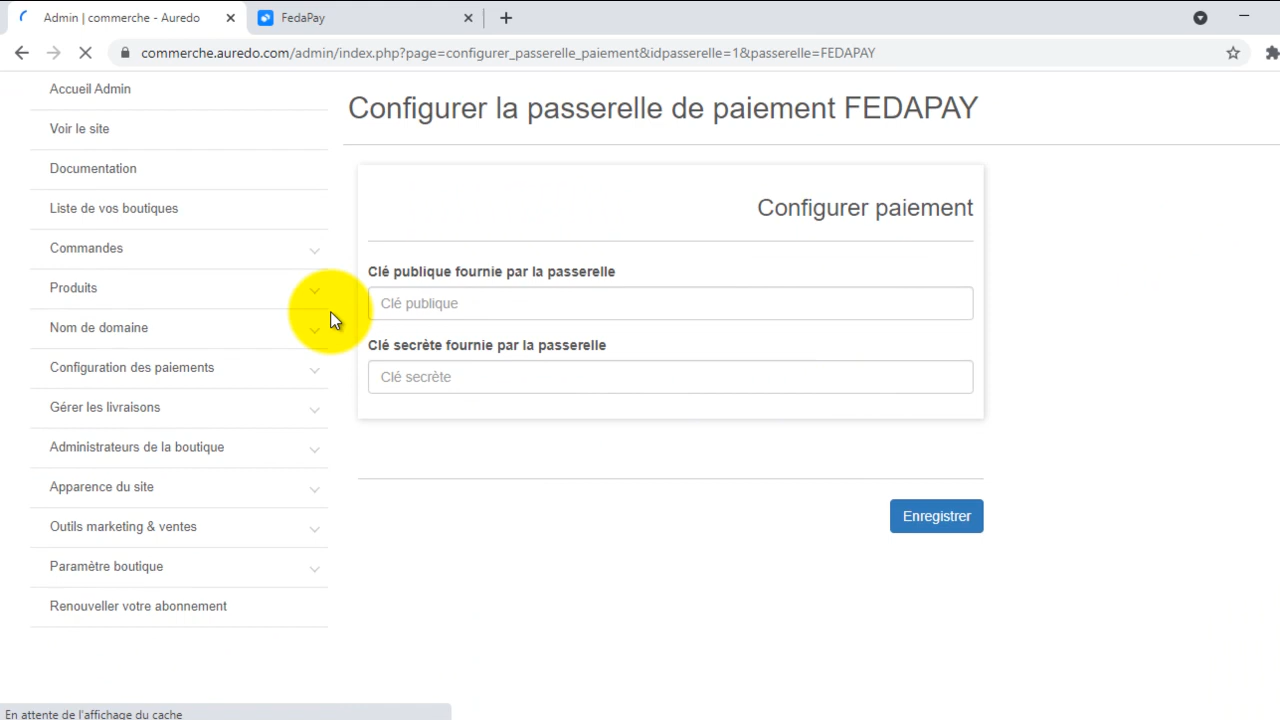 Admin | commerche - Auredo
FedaPay
commerche.auredo.com/admin/index.php?page=configurer_passerelle_paiement&idpasserelle=1&passerelle=FEDAPAY
Accueil Admin
Voir le site
Documentation
Liste de vos boutiques
Commandes
Produits
Nom de domaine
Configuration des paiements
Gérer les livraisons
Administrateurs de la boutique
Apparence du site
Outils marketing & ventes
Paramètre boutique
Renouveller votre abonnement
Configurer la passerelle de paiement FEDAPAY
Configurer paiement
Clé publique fournie par la passerelle
Clé publique
Clé secrète fournie par la passerelle
Clé secrète
Enregistrer
En attente de l'affichage du cache